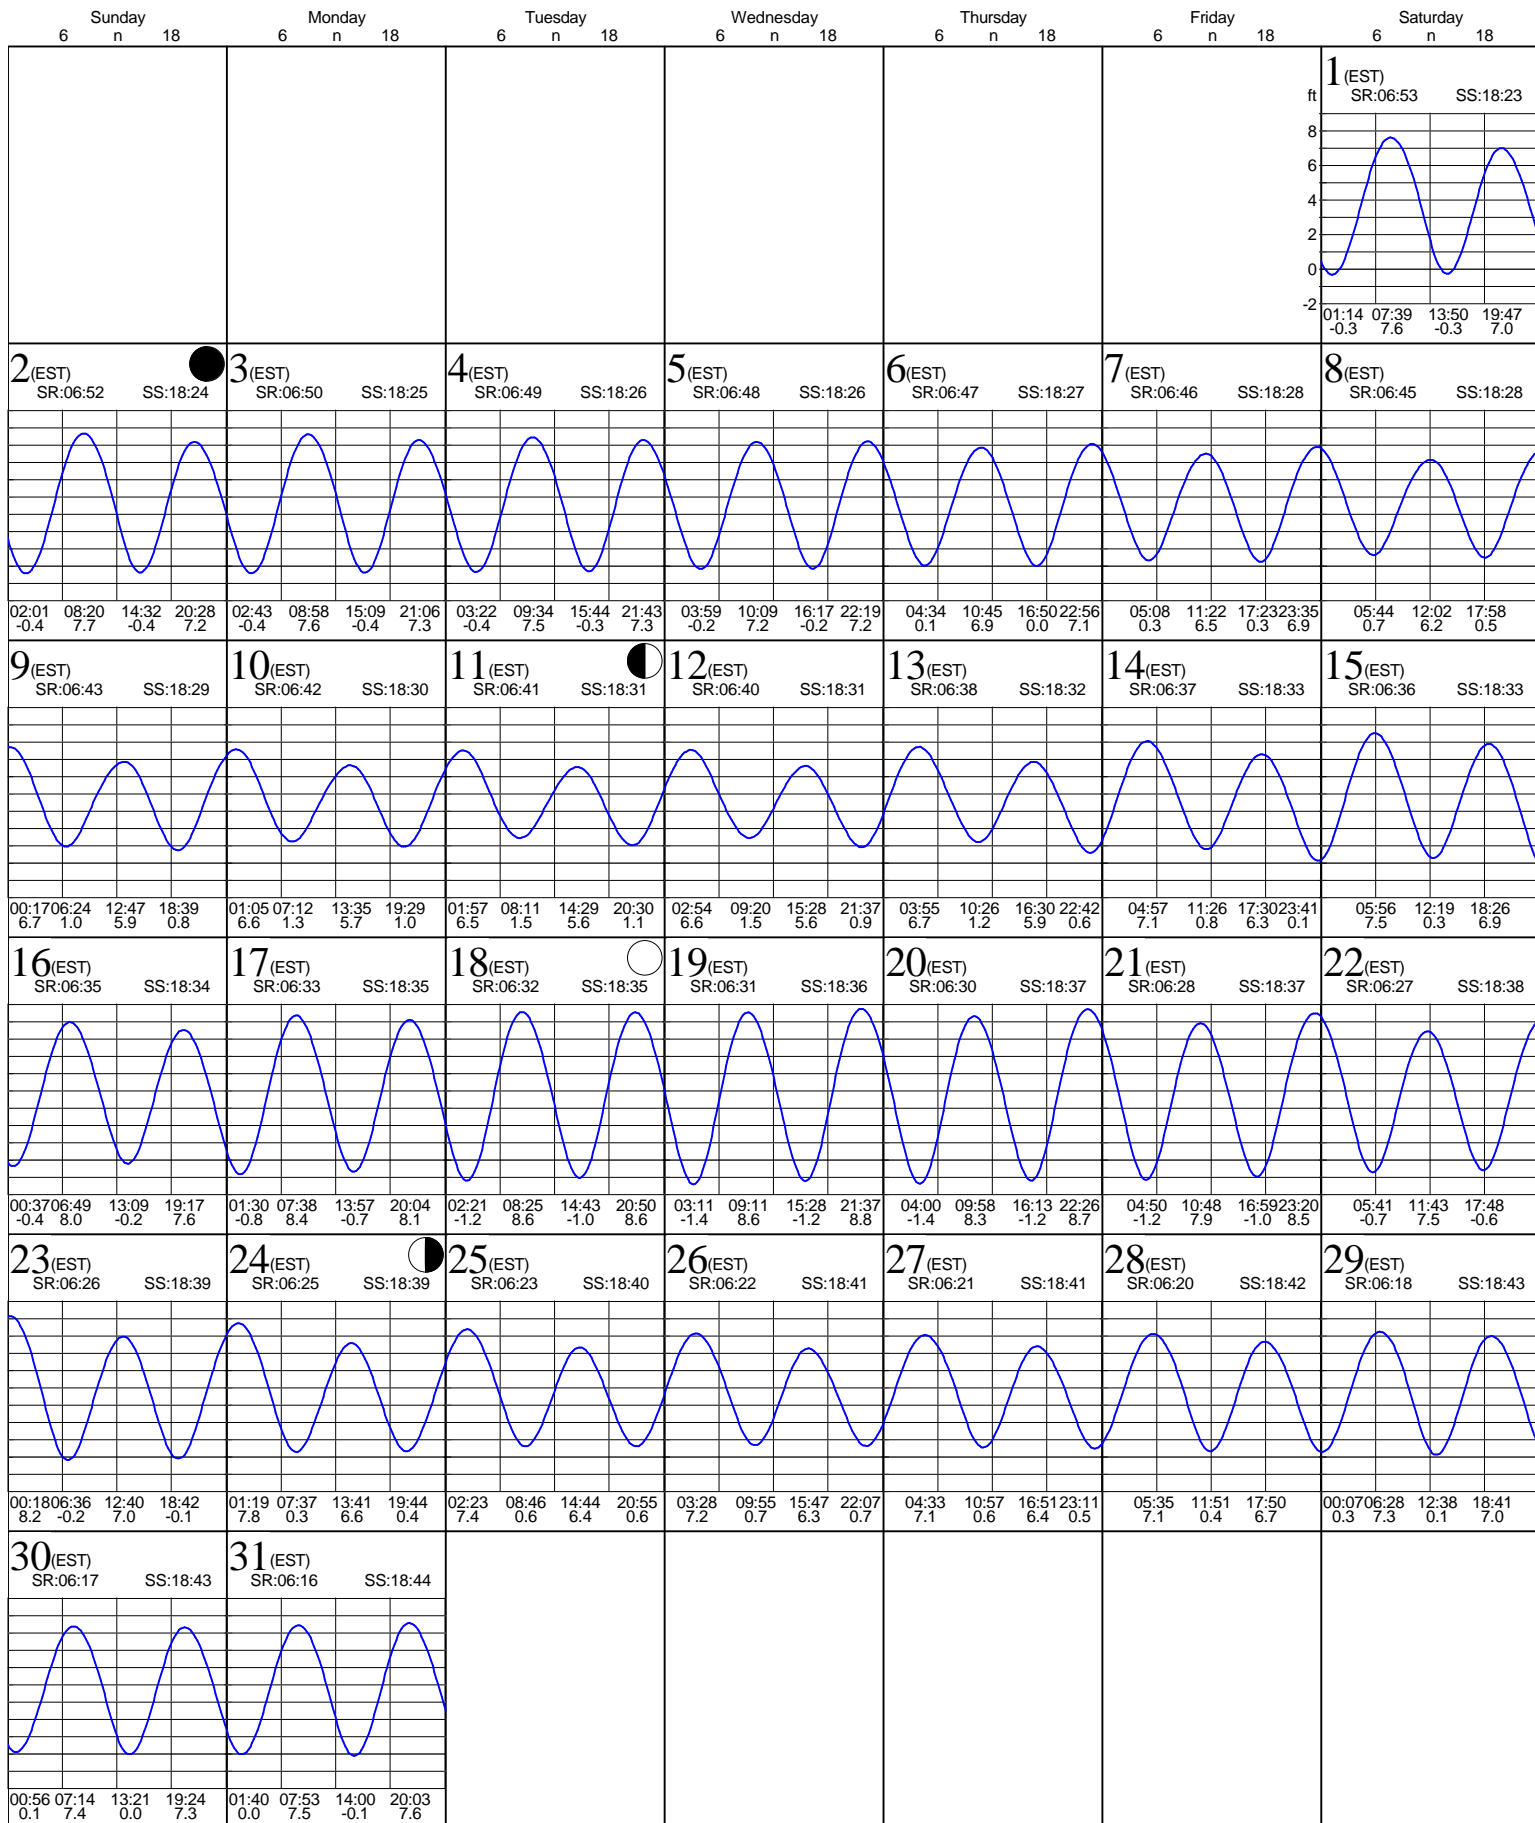 Sunday Monday Tuesday Wednesday Thursday Friday Saturday
6 n 18 6 n 18 6 n 18 6 n 18 6 n 18 6 n 18 6 n 18
1(EST)
ft SR:06:53 SS:18:23
8
6
4
2
0
-2
01:14 07:39 13:50 19:47
-0.3 7.6 -0.3 7.0
2(EST) 3(EST) 4(EST) 5(EST) 6(EST) 7(EST) 8(EST)
SR:06:52 SS:18:24 SR:06:50 SS:18:25 SR:06:49 SS:18:26 SR:06:48 SS:18:26 SR:06:47 SS:18:27 SR:06:46 SS:18:28 SR:06:45 SS:18:28
02:01 08:20 14:32 20:28 02:43 08:58 15:09 21:06 03:22 09:34 15:44 21:43 03:59 10:09 16:17 22:19 04:34 10:45 16:50 22:56 05:08 11:22 17:23 23:35 05:44 12:02 17:58
-0.4 7.7 -0.4 7.2 -0.4 7.6 -0.4 7.3 -0.4 7.5 -0.3 7.3 -0.2 7.2 -0.2 7.2 0.1 6.9 0.0 7.1 0.3 6.5 0.3 6.9 0.7 6.2 0.5
9(EST) 10(EST) 11(EST) 12(EST) 13(EST) 14(EST) 15(EST)
SR:06:43 SS:18:29 SR:06:42 SS:18:30 SR:06:41 SS:18:31 SR:06:40 SS:18:31 SR:06:38 SS:18:32 SR:06:37 SS:18:33 SR:06:36 SS:18:33
00:17 06:24 12:47 18:39 01:05 07:12 13:35 19:29 01:57 08:11 14:29 20:30 02:54 09:20 15:28 21:37 03:55 10:26 16:30 22:42 04:57 11:26 17:30 23:41 05:56 12:19 18:26
6.7 1.0 5.9 0.8 6.6 1.3 5.7 1.0 6.5 1.5 5.6 1.1 6.6 1.5 5.6 0.9 6.7 1.2 5.9 0.6 7.1 0.8 6.3 0.1 7.5 0.3 6.9
16(EST) 17(EST) 18(EST) 19(EST) 20(EST) 21(EST) 22(EST)
SR:06:35 SS:18:34 SR:06:33 SS:18:35 SR:06:32 SS:18:35 SR:06:31 SS:18:36 SR:06:30 SS:18:37 SR:06:28 SS:18:37 SR:06:27 SS:18:38
00:37 06:49 13:09 19:17 01:30 07:38 13:57 20:04 02:21 08:25 14:43 20:50 03:11 09:11 15:28 21:37 04:00 09:58 16:13 22:26 04:50 10:48 16:59 23:20 05:41 11:43 17:48
-0.4 8.0 -0.2 7.6 -0.8 8.4 -0.7 8.1 -1.2 8.6 -1.0 8.6 -1.4 8.6 -1.2 8.8 -1.4 8.3 -1.2 8.7 -1.2 7.9 -1.0 8.5 -0.7 7.5 -0.6
23(EST) 24(EST) 25(EST) 26(EST) 27(EST) 28(EST) 29(EST)
SR:06:26 SS:18:39 SR:06:25 SS:18:39 SR:06:23 SS:18:40 SR:06:22 SS:18:41 SR:06:21 SS:18:41 SR:06:20 SS:18:42 SR:06:18 SS:18:43
00:18 06:36 12:40 18:42 01:19 07:37 13:41 19:44 02:23 08:46 14:44 20:55 03:28 09:55 15:47 22:07 04:33 10:57 16:51 23:11 05:35 11:51 17:50 00:07 06:28 12:38 18:41
8.2 -0.2 7.0 -0.1 7.8 0.3 6.6 0.4 7.4 0.6 6.4 0.6 7.2 0.7 6.3 0.7 7.1 0.6 6.4 0.5 7.1 0.4 6.7 0.3 7.3 0.1 7.0
30(EST) 31(EST)
SR:06:17 SS:18:43 SR:06:16 SS:18:44
00:56 07:14 13:21 19:24 01:40 07:53 14:00 20:03
0.1 7.4 0.0 7.3 0.0 7.5 -0.1 7.6